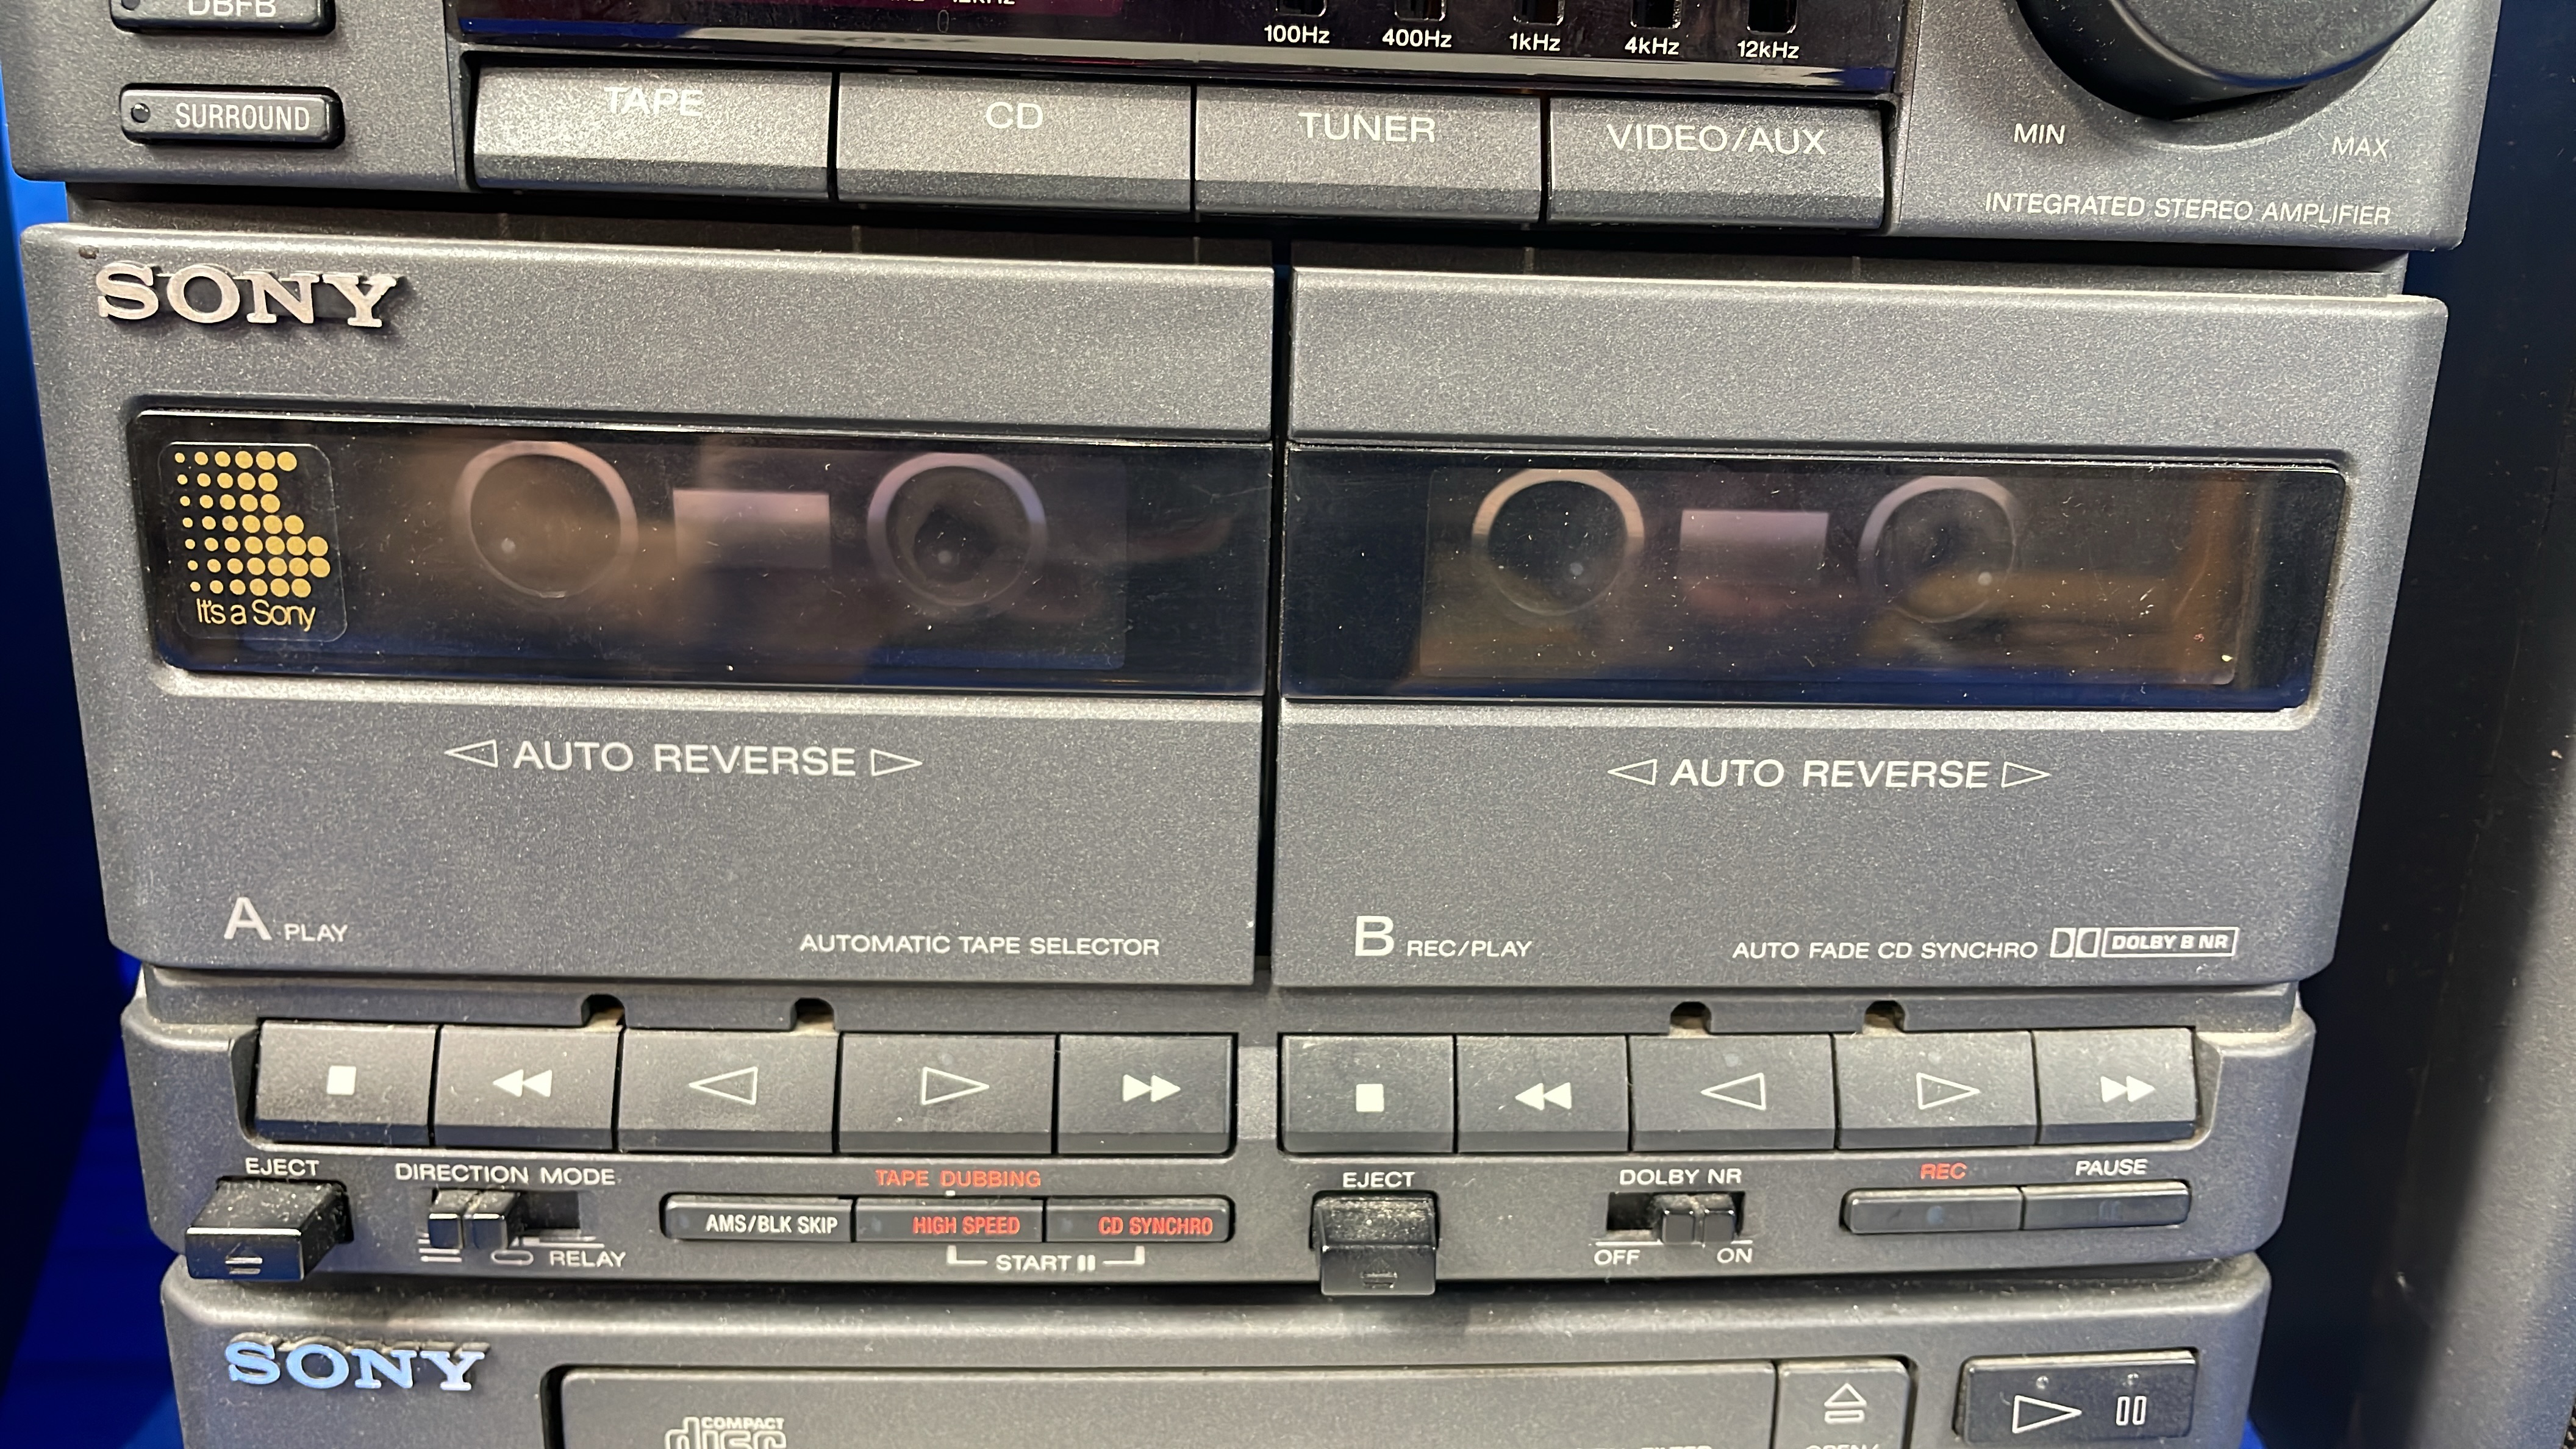 DBFB
12kHz
100Hz 400Hz 1kHz 4kHz 12kHz
SURROUND
TAPE CD TUNER VIDEO/AUX
MIN MAX
INTEGRATED STEREO AMPLIFIER
SONY
It's a Sony
AUTO REVERSE
AUTO REVERSE
A PLAY
AUTOMATIC TAPE SELECTOR
B REC/PLAY
AUTO FADE CD SYNCHRO DOLBY B NR
EJECT
DIRECTION MODE
RELAY
TAPE DUBBING
AMS/BLK SKIP HIGH SPEED CD SYNCHRO
START
EJECT
DOLBY NR
OFF ON
REC PAUSE
SONY
COMPACT
disc